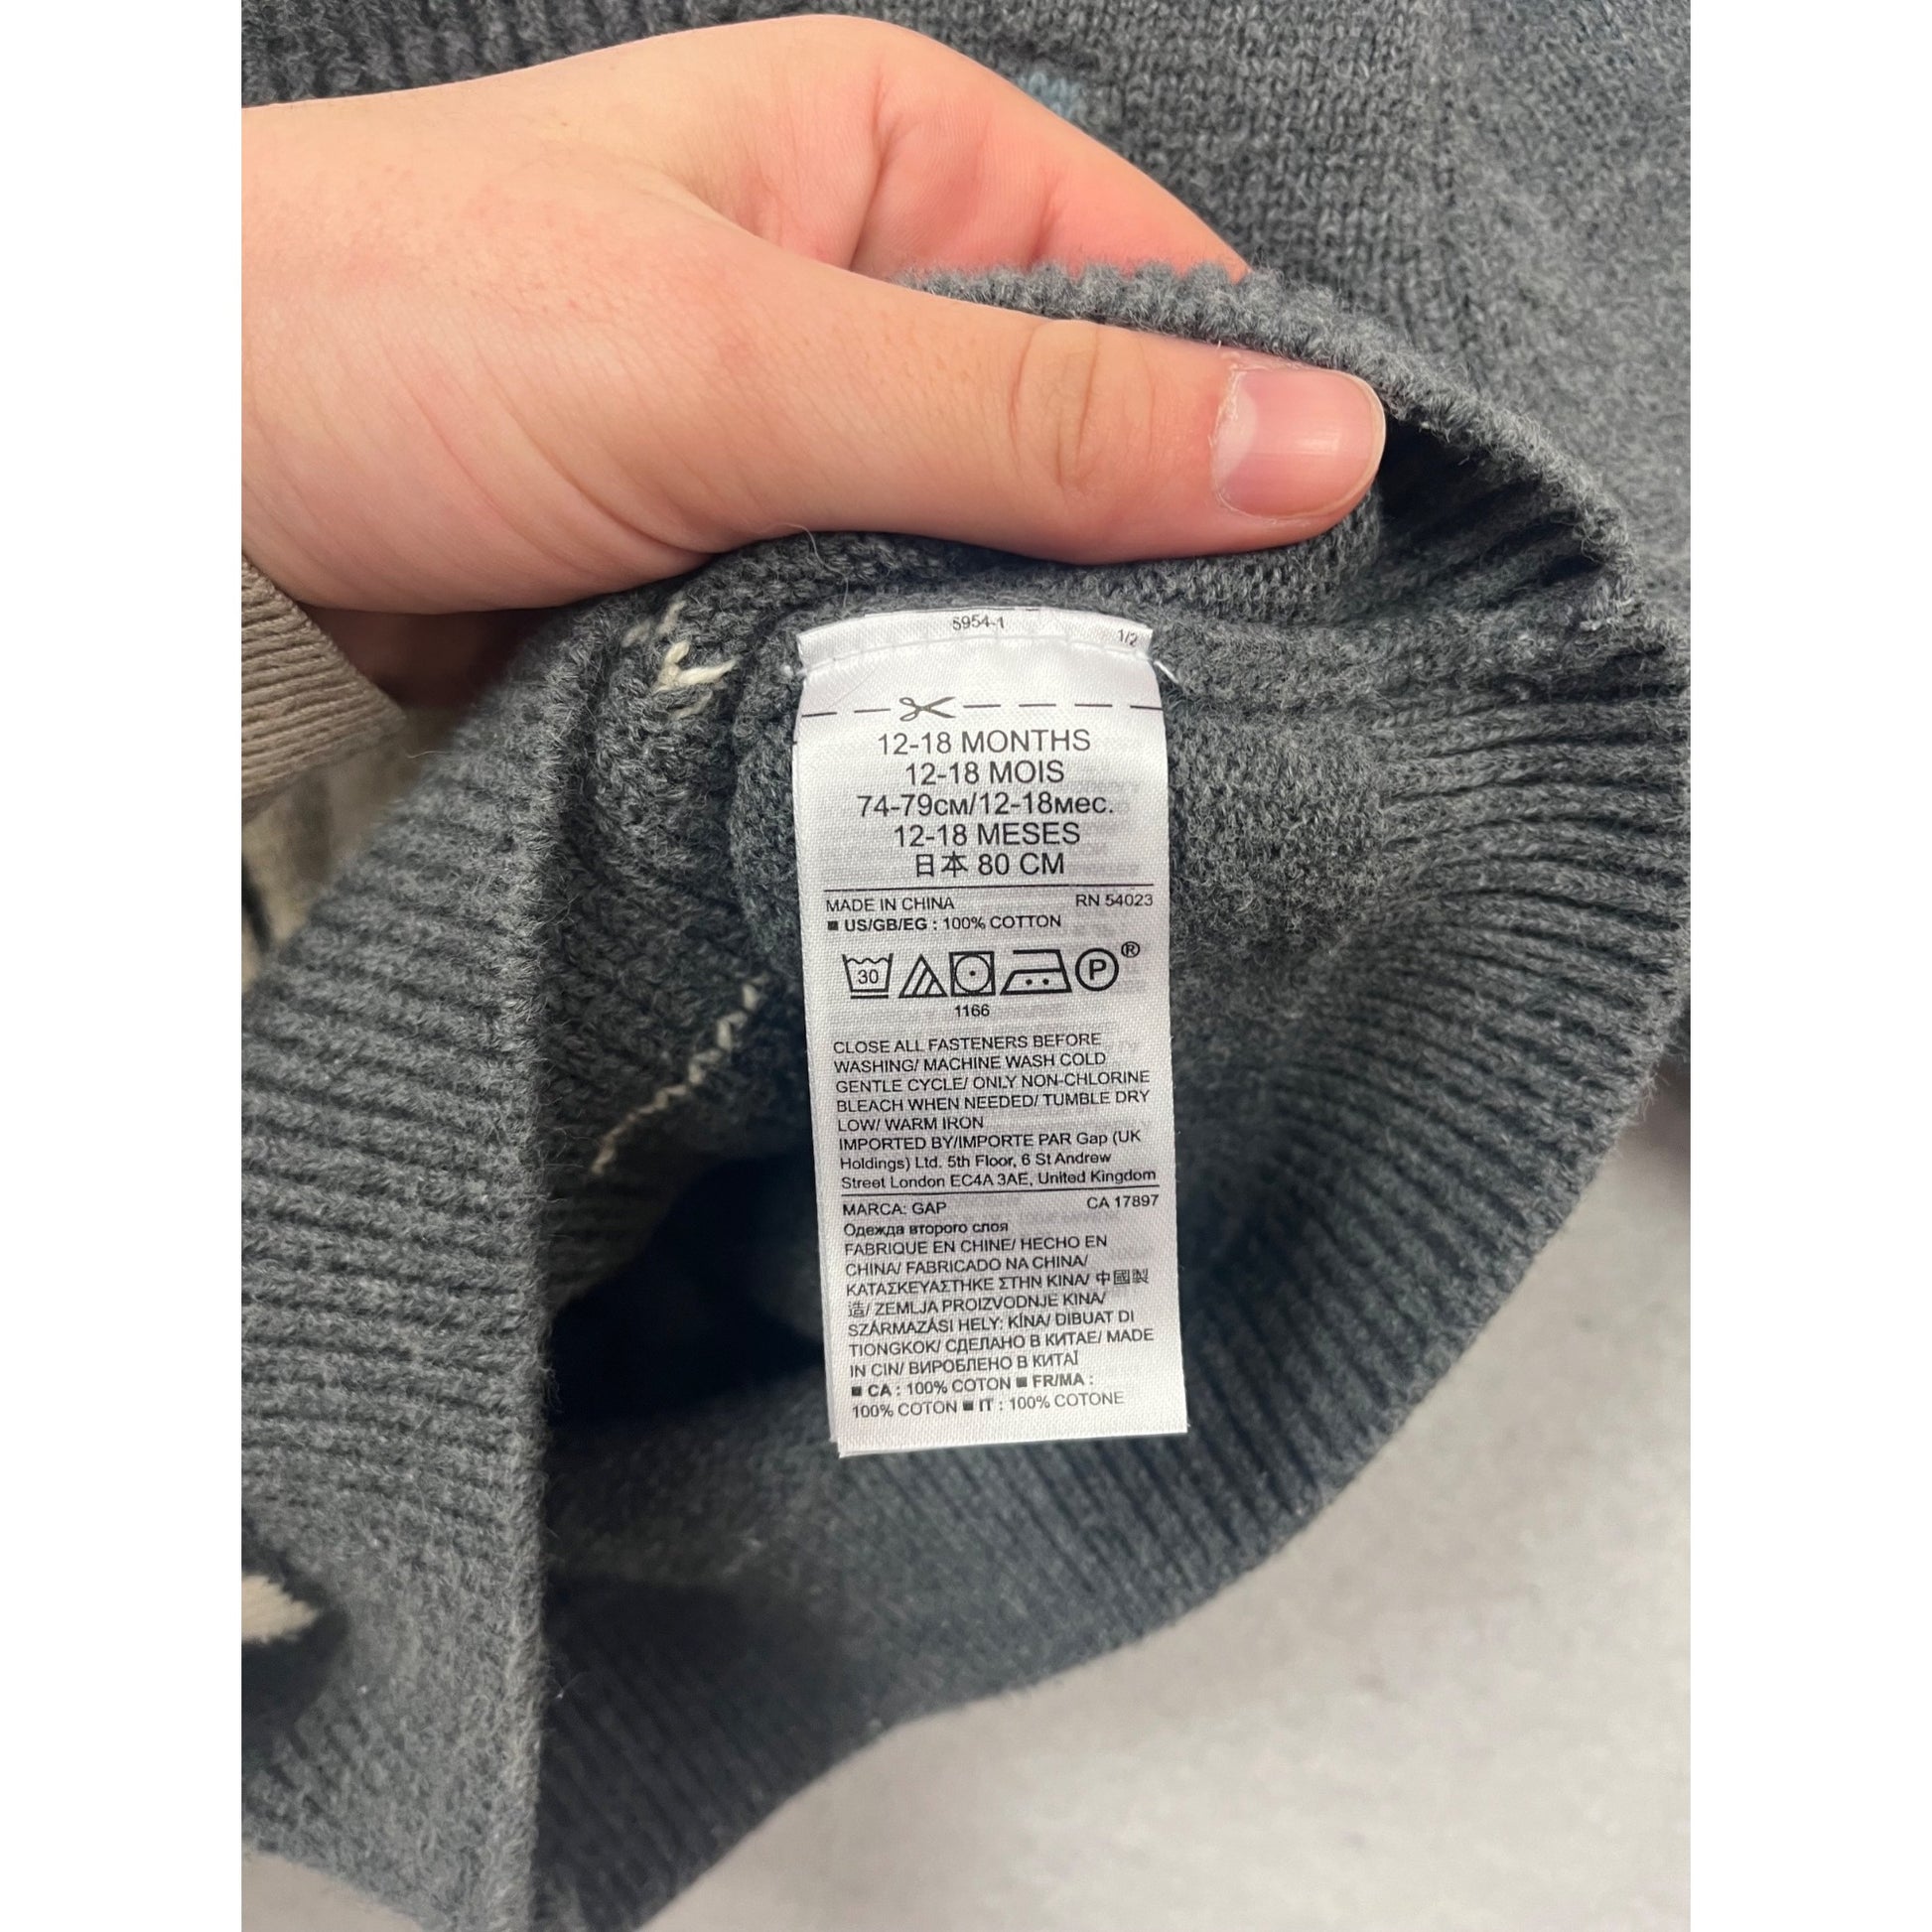 5954-1
1/2
12-18 MONTHS
12-18 MOIS
74-79см/12-18мес.
12-18 MESES
日本 80 CM
MADE IN CHINA RN 54023
■ US/GB/EG : 100% COTTON
30 P ®
1166
CLOSE ALL FASTENERS BEFORE
WASHING/ MACHINE WASH COLD
GENTLE CYCLE/ ONLY NON-CHLORINE
BLEACH WHEN NEEDED/ TUMBLE DRY
LOW/ WARM IRON
IMPORTED BY/IMPORTE PAR Gap (UK
Holdings) Ltd. 5th Floor, 6 St Andrew
Street London EC4A 3AE, United Kingdom
MARCA: GAP CA 17897
Одежда второго слоя
FABRIQUE EN CHINE/ HECHO EN
CHINA/ FABRICADO NA CHINA/
ΚΑΤΑΣΚΕΥΑΣΤΗΚΕ ΣΤΗΝ ΚΙΝΑ/ 中國製
造/ ZEMLJA PROIZVODNJE KINA/
SZÁRMAZÁSI HELY: KÍNA/ DIBUAT DI
TIONGKOK/ СДЕЛАНО В КИТАЕ/ MADE
IN CIN/ ВИРОБЛЕНО В КИТАЇ
■ CA : 100% COTON ■ FR/MA :
100% COTON ■ IT : 100% COTONE